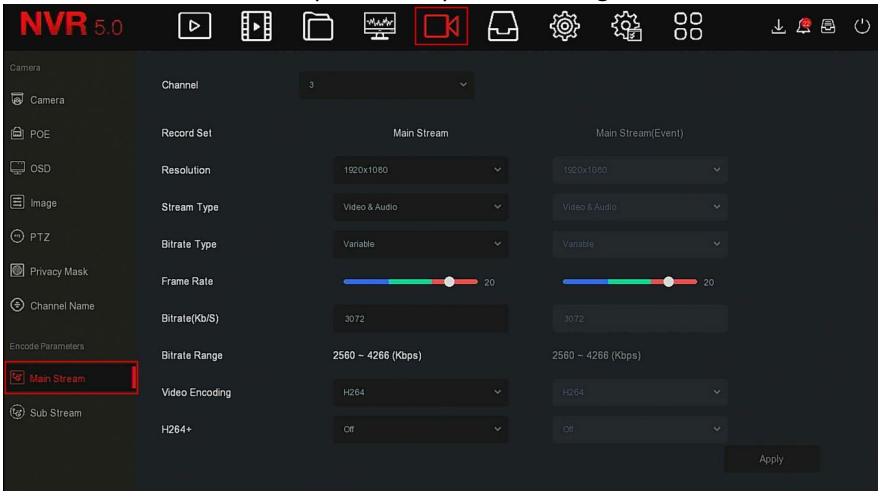 NVR 5.0
22
Camera
Camera
POE
OSD
Image
PTZ
Privacy Mask
Channel Name
Encode Parameters
Main Stream
Sub Stream
Channel 3
Record Set Main Stream Main Stream(Event)
Resolution 1920x1080 1920x1080
Stream Type Video & Audio Video & Audio
Bitrate Type Variable Variable
Frame Rate 20 20
Bitrate(Kb/S) 3072 3072
Bitrate Range 2560 ~ 4266 (Kbps) 2560 ~ 4266 (Kbps)
Video Encoding H264 H264
H264+ Off Off
Apply